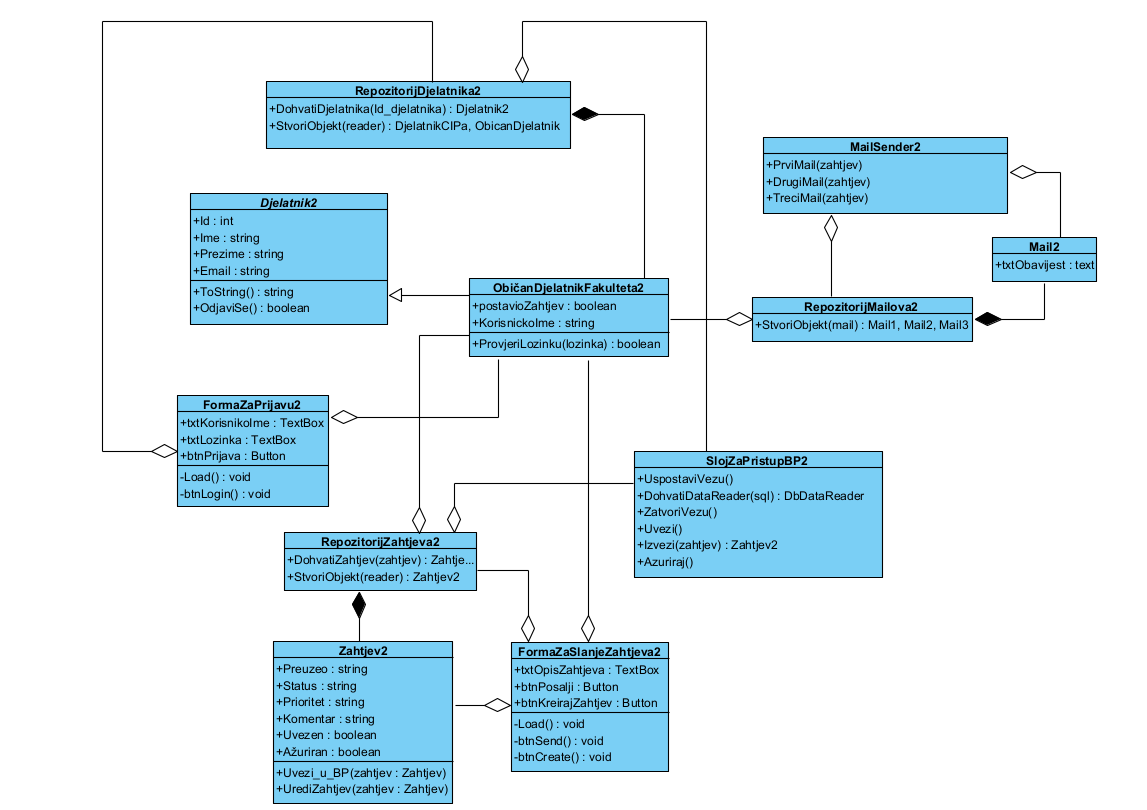 RepozitorijDjelatnika2
+DohvatiDjelatnika(Id_djelatnika) : Djelatnik2
+StvoriObjekt(reader) : DjelatnikCIPa, ObicanDjelatnik
MailSender2
+PrviMail(zahtjev)
+DrugiMail(zahtjev)
+TreciMail(zahtjev)
Djelatnik2
+Id : int
+Ime : string
+Prezime : string
+Email : string
+ToString() : string
+OdjaviSe() : boolean
Mail2
+txtObavijest : text
ObičanDjelatnikFakulteta2
+postavioZahtjev : boolean
+KorisnickoIme : string
+ProvjeriLozinku(lozinka) : boolean
RepozitorijMailova2
+StvoriObjekt(mail) : Mail1, Mail2, Mail3
FormaZaPrijavu2
+txtKorisnikoIme : TextBox
+txtLozinka : TextBox
+btnPrijava : Button
-Load() : void
-btnLogin() : void
SlojZaPristupBP2
+UspostaviVezu()
+DohvatiDataReader(sql) : DbDataReader
+ZatvoriVezu()
+Uvezi()
+Izvezi(zahtjev) : Zahtjev2
+Azuriraj()
RepozitorijZahtjeva2
+DohvatiZahtjev(zahtjev) : Zahtje...
+StvoriObjekt(reader) : Zahtjev2
Zahtjev2
+Preuzeo : string
+Status : string
+Prioritet : string
+Komentar : string
+Uvezen : boolean
+Ažuriran : boolean
+Uvezi_u_BP(zahtjev : Zahtjev)
+UrediZahtjev(zahtjev : Zahtjev)
FormaZaSlanjeZahtjeva2
+txtOpisZahtjeva : TextBox
+btnPosalji : Button
+btnKreirajZahtjev : Button
-Load() : void
-btnSend() : void
-btnCreate() : void